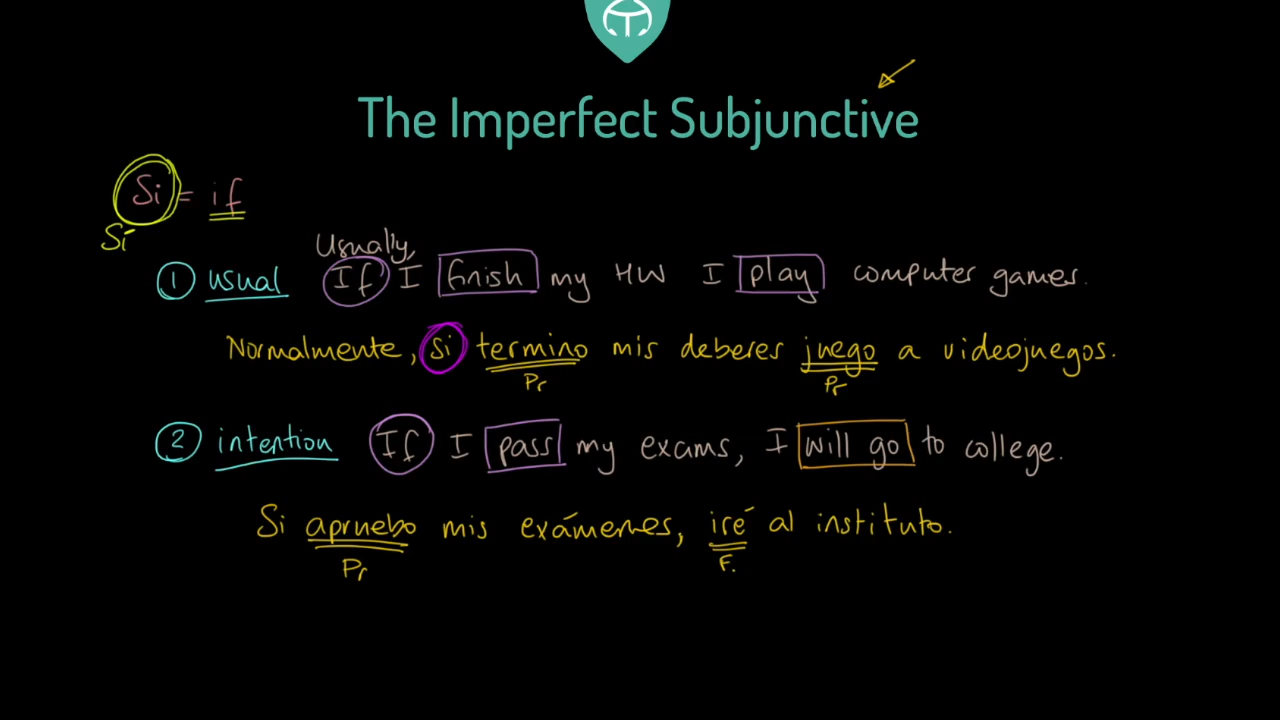 The Imperfect Subjunctive
Si = if
Si
Usually,
① usual If I finish my HW I play computer games.
Normalmente, si termino mis deberes juego a videojuegos.
Pr Pr
② intention If I pass my exams, I will go to college.
Si apruebo mis exámenes, iré al instituto.
Pr F.